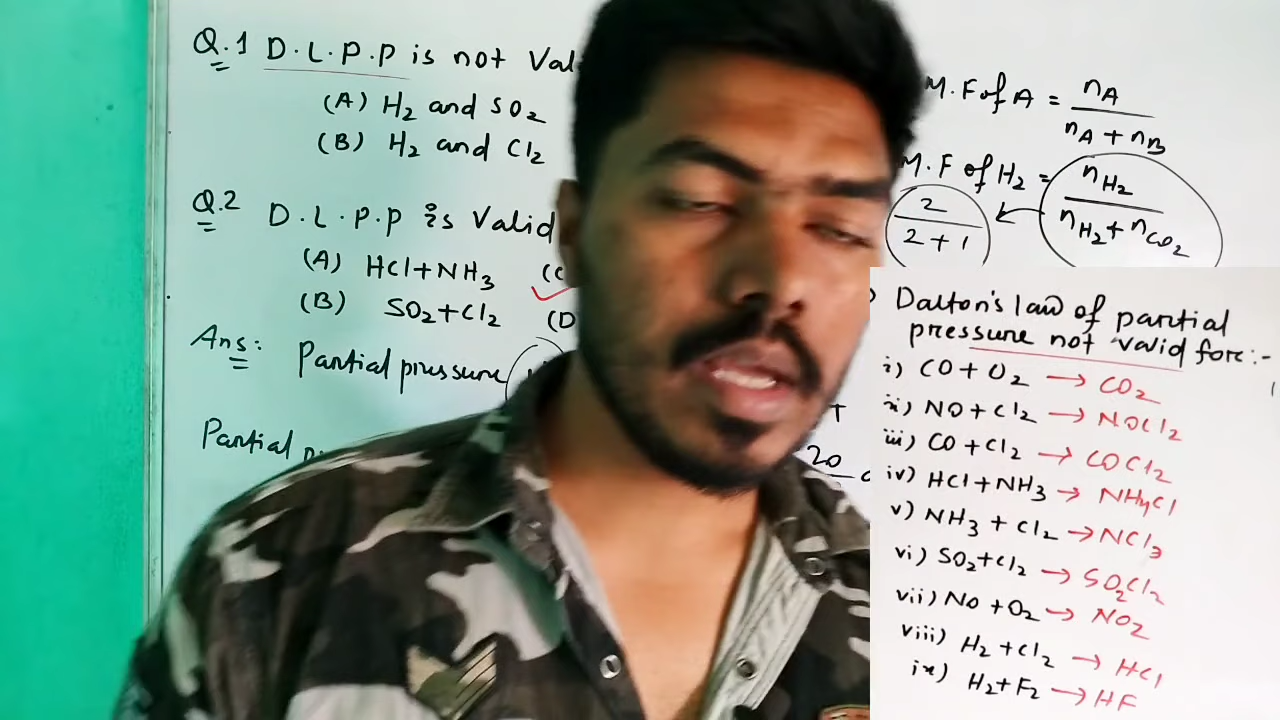 Q.1 D.L.P.P is not Val
(A) H2 and SO2
(B) H2 and Cl2
Q.2 D.L.P.P is Valid
(A) HCl+NH3 (C
(B) SO2+Cl2 (D
Ans: Partial pressure
Partial
M.F of A = nA / nA + nB
M.F of H2 = nH2 / nH2 + nCO2
2 / 2+1
20
Dalton's law of partial
pressure not valid fore:-
i) CO + O2 → CO2
ii) NO + Cl2 → NOCl2
iii) CO + Cl2 → COCl2
iv) HCl + NH3 → NH4Cl
v) NH3 + Cl2 → NCl3
vi) SO2+Cl2 → SO2Cl2
vii) NO + O2 → NO2
viii) H2 + Cl2 → HCl
ix) H2+F2 → HF